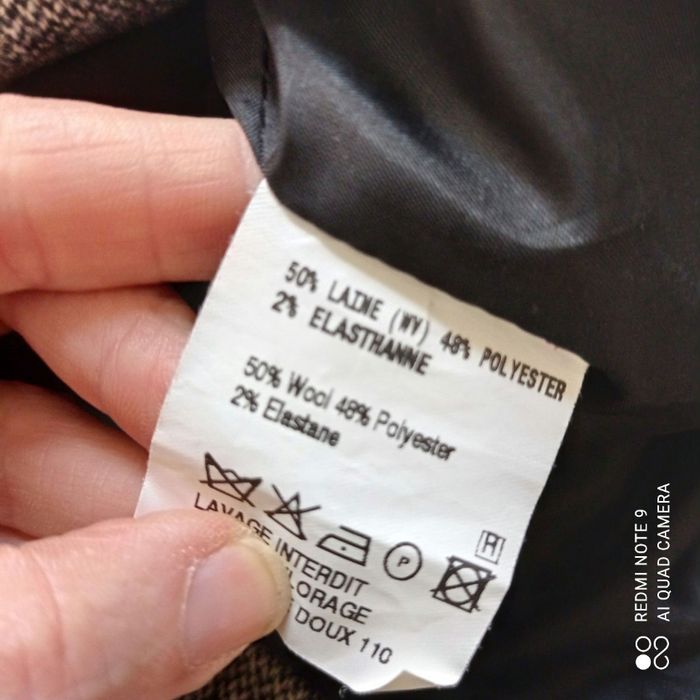 50% LAINE (WV) 48% POLYESTER
2% ELASTHANNE
50% Wool 48% Polyester
2% Elastane
P
H
LAVAGE INTERDIT
DOUX 110
REDMI NOTE 9
AI QUAD CAMERA